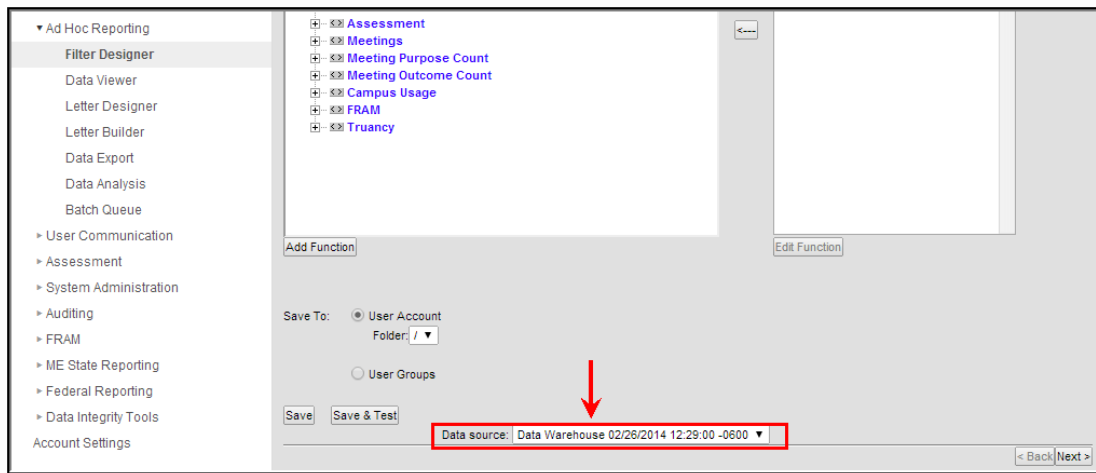 Ad Hoc Reporting
Filter Designer
Data Viewer
Letter Designer
Letter Builder
Data Export
Data Analysis
Batch Queue
User Communication
Assessment
System Administration
Auditing
FRAM
ME State Reporting
Federal Reporting
Data Integrity Tools
Account Settings
Assessment
Meetings
Meeting Purpose Count
Meeting Outcome Count
Campus Usage
FRAM
Truancy
<---
Add Function
Edit Function
Save To: User Account
Folder: /
User Groups
Save Save & Test
Data source: Data Warehouse 02/26/2014 12:29:00 -0600
< Back Next >